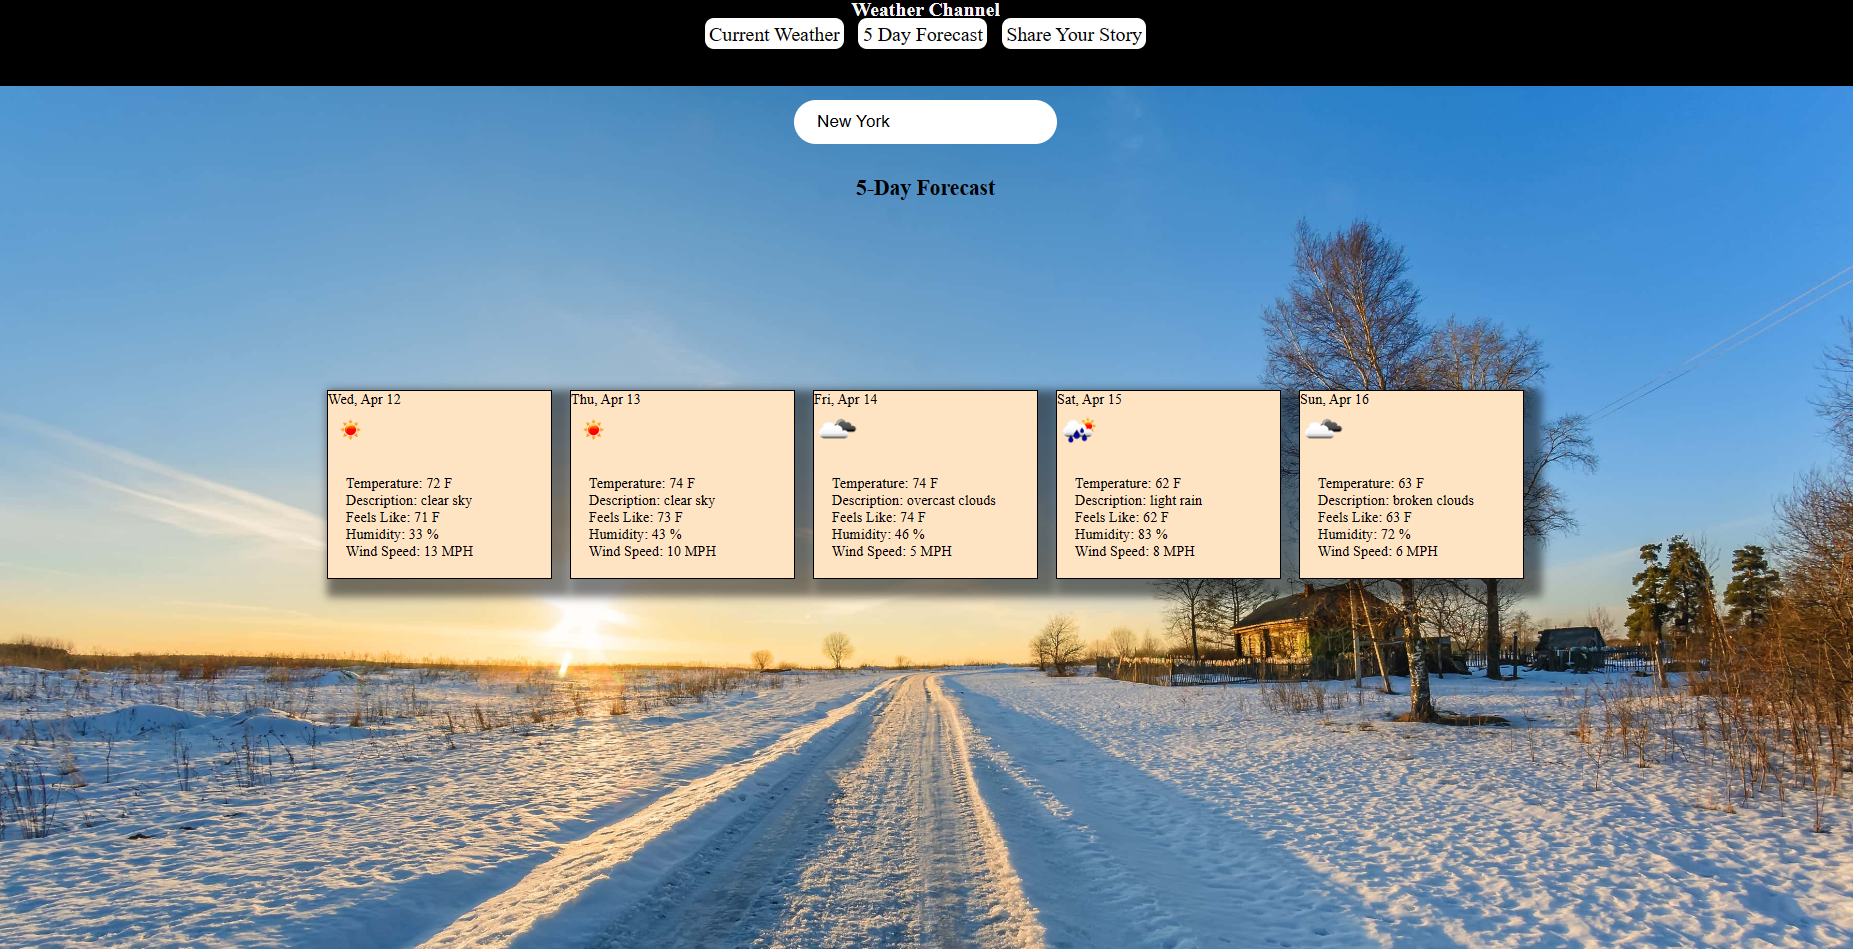 Weather Channel
Current Weather
5 Day Forecast
Share Your Story
New York
5-Day Forecast
Wed, Apr 12
Temperature: 72 F
Description: clear sky
Feels Like: 71 F
Humidity: 33 %
Wind Speed: 13 MPH
Thu, Apr 13
Temperature: 74 F
Description: clear sky
Feels Like: 73 F
Humidity: 43 %
Wind Speed: 10 MPH
Fri, Apr 14
Temperature: 74 F
Description: overcast clouds
Feels Like: 74 F
Humidity: 46 %
Wind Speed: 5 MPH
Sat, Apr 15
Temperature: 62 F
Description: light rain
Feels Like: 62 F
Humidity: 83 %
Wind Speed: 8 MPH
Sun, Apr 16
Temperature: 63 F
Description: broken clouds
Feels Like: 63 F
Humidity: 72 %
Wind Speed: 6 MPH